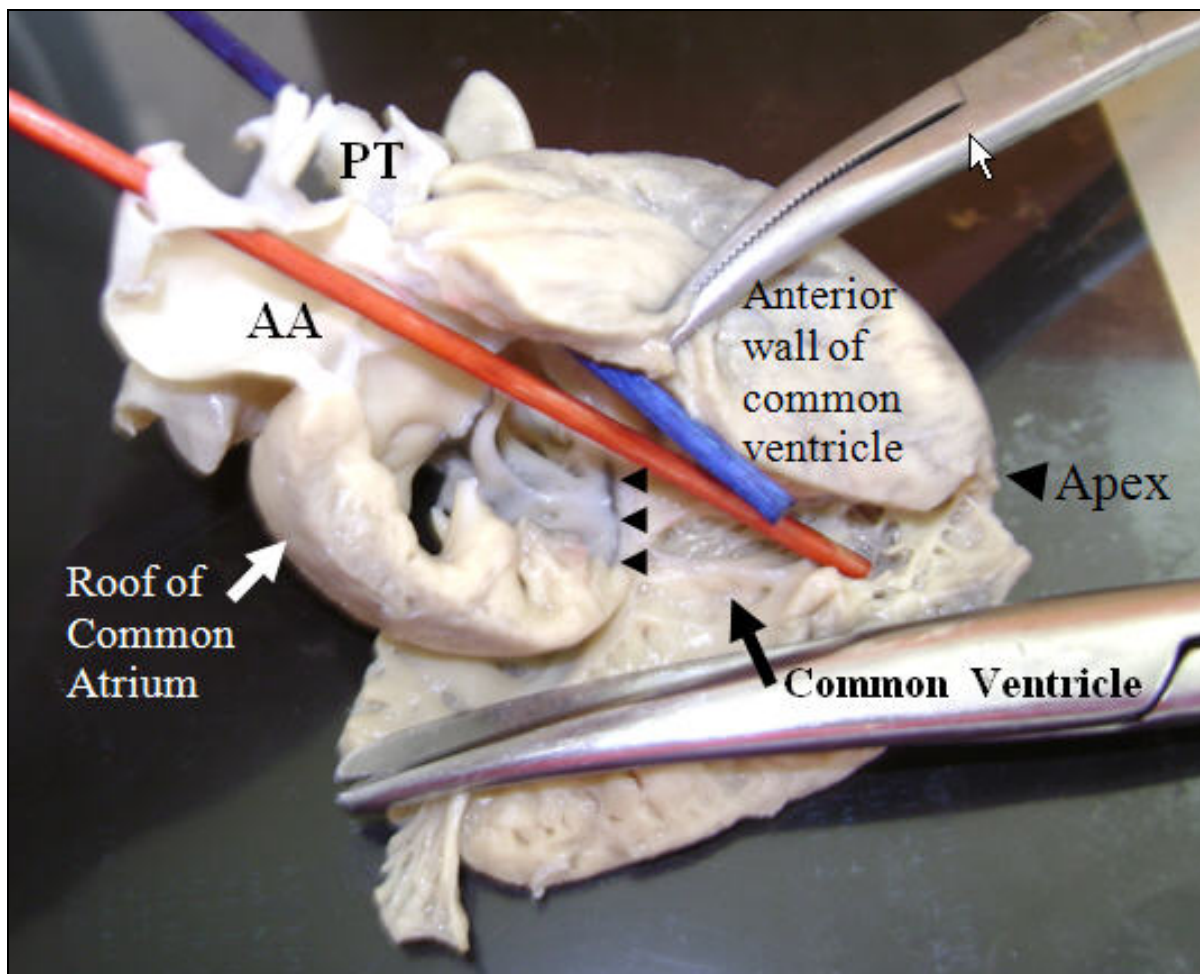 PT
AA
Anterior
wall of
common
ventricle
Apex
Roof of
Common
Atrium
Common Ventricle